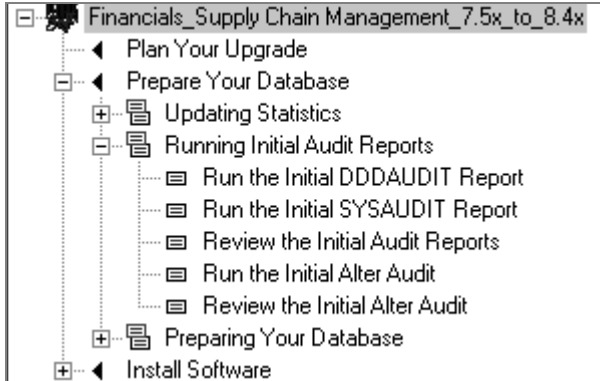 Financials_Supply Chain Management_7.5x_to_8.4x
Plan Your Upgrade
Prepare Your Database
Updating Statistics
Running Initial Audit Reports
Run the Initial DDDAUDIT Report
Run the Initial SYSAUDIT Report
Review the Initial Audit Reports
Run the Initial Alter Audit
Review the Initial Alter Audit
Preparing Your Database
Install Software